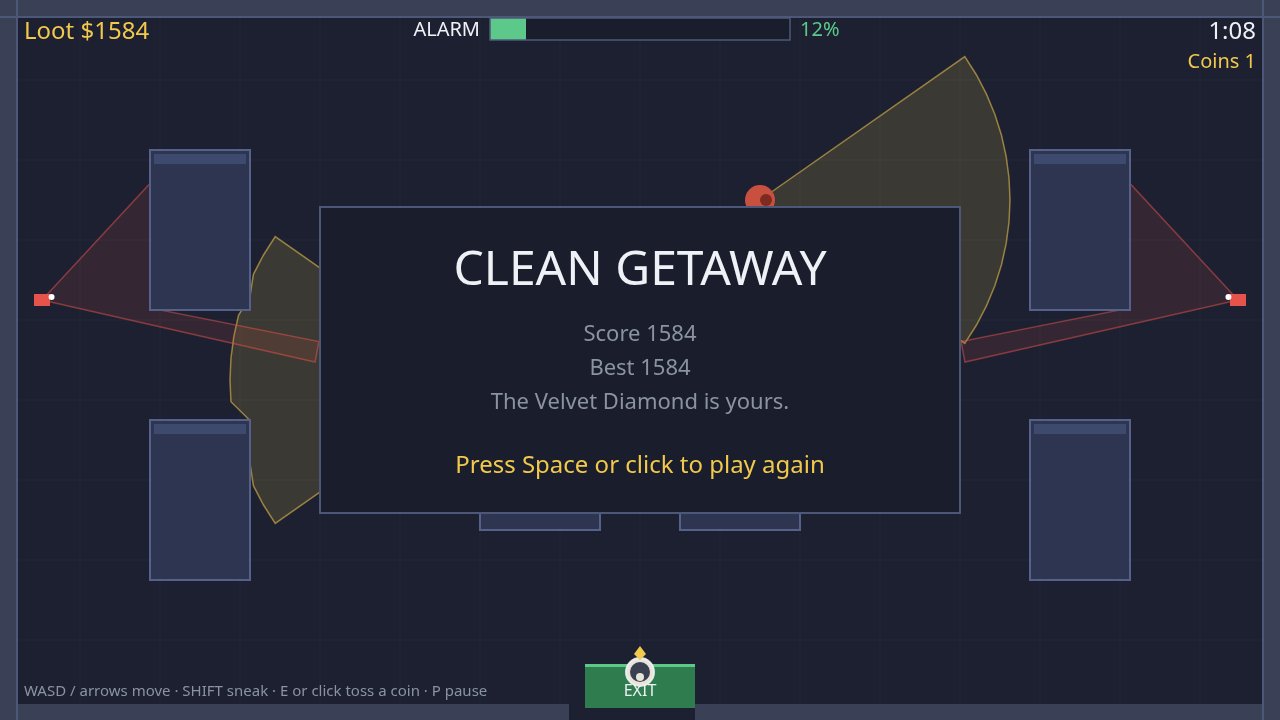 Loot $1584
ALARM
12%
1:08
Coins 1
CLEAN GETAWAY
Score 1584
Best 1584
The Velvet Diamond is yours.
Press Space or click to play again
WASD / arrows move · SHIFT sneak · E or click toss a coin · P pause
EXIT